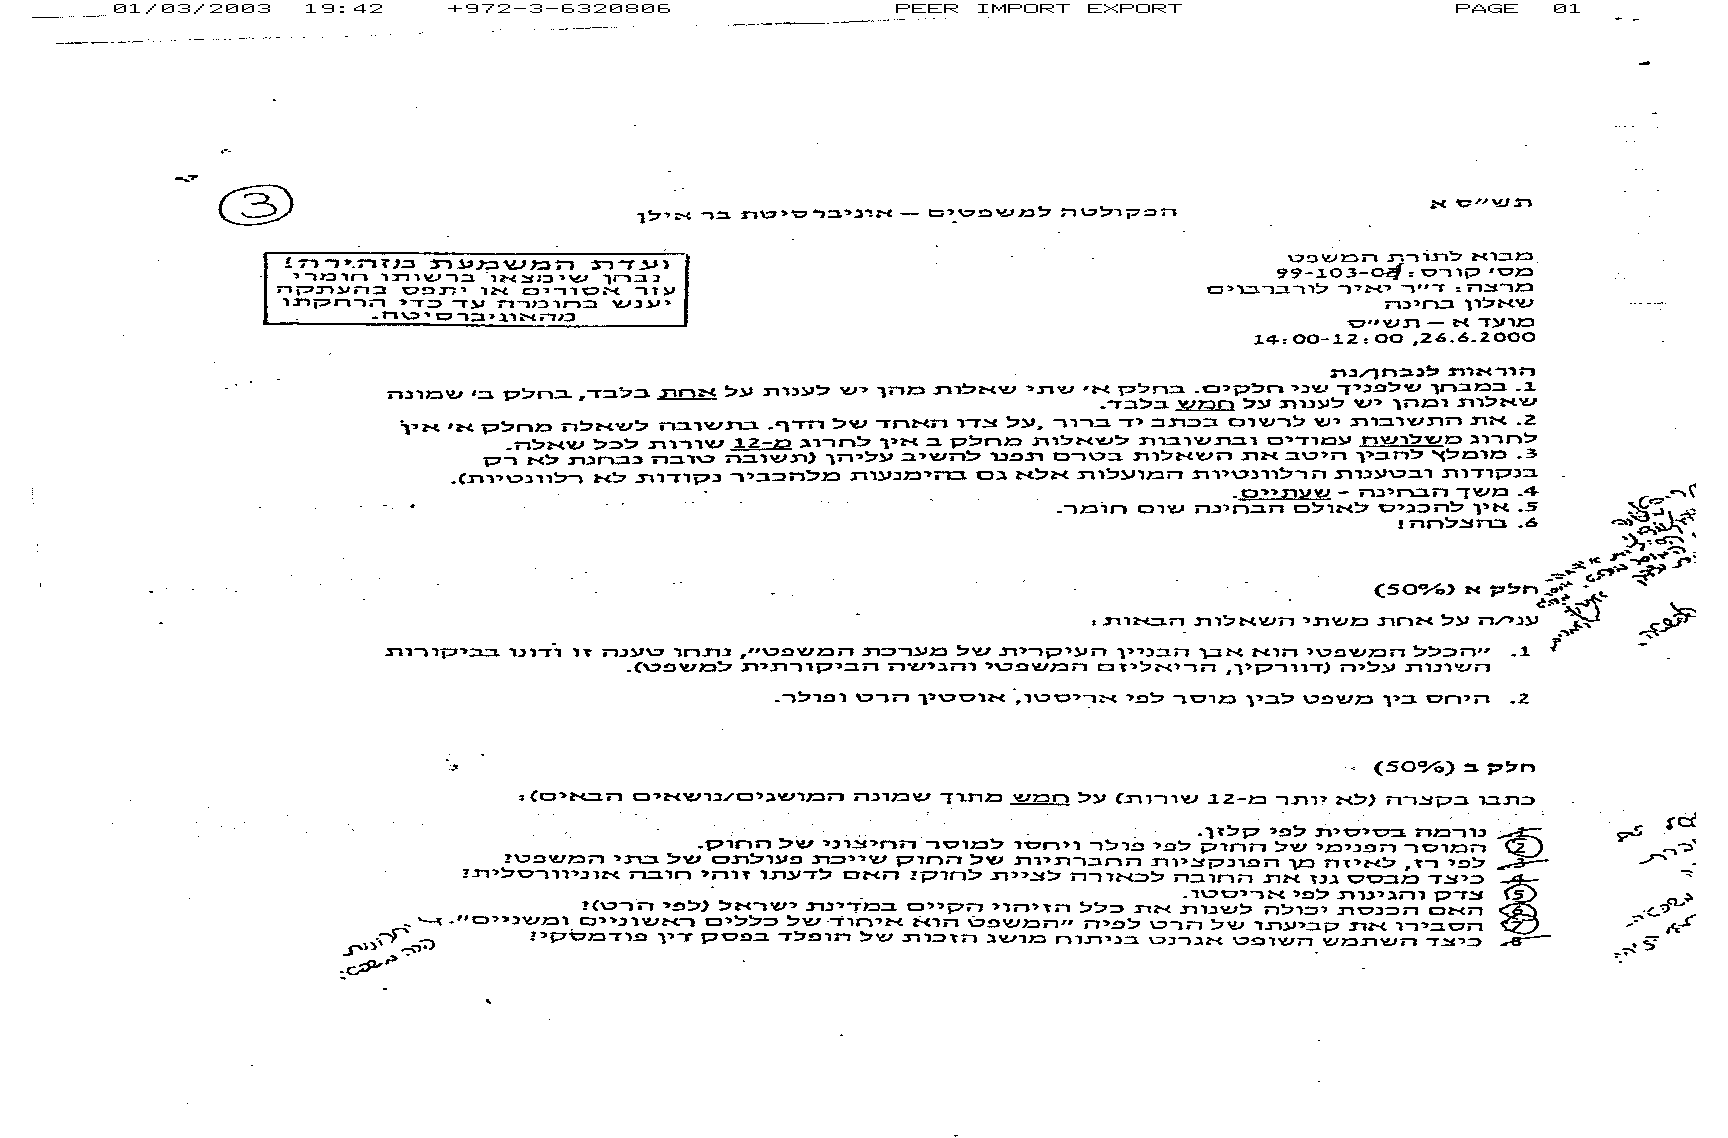 01/03/2003 19:42 +972-3-6320806 PEER IMPORT EXPORT PAGE 01
3
תש״ס א
הפקולטה למשפטים – אוניברסיטת בר אילן
ועדת המשמעת מזהירה!
נבחן שימצאו ברשותו חומרי
עזר אסורים או יתפס בהעתקה
יענש בחומרה עד כדי הרחקתו
מהאוניברסיטה.
מבוא לתורת המשפט
מס׳ קורס: 99-103-0
מרצה: ד״ר יאיר לורברבוים
שאלון בחינה
מועד א – תש״ס
26.6.2000, 14:00-12:00
הוראות לנבחן/נת
1. במבחן שלפניך שני חלקים. בחלק א׳ שתי שאלות מהן יש לענות על אחת בלבד, בחלק ב׳ שמונה
שאלות ומהן יש לענות על חמש בלבד.
2. את התשובות יש לרשום בכתב יד ברור ,על צדו האחד של הדף. בתשובה לשאלה מחלק א׳ אין
לחרוג משלושת עמודים ובתשובות לשאלות מחלק ב אין לחרוג מ-12 שורות לכל שאלה.
3. מומלץ להבין היטב את השאלות בטרם תפנו להשיב עליהן (תשובה טובה נבחנת לא רק
בנקודות ובטענות הרלוונטיות המועלות אלא גם בהימנעות מלהכביר נקודות לא רלוונטיות).
4. משך הבחינה - שעתיים.
5. אין להכניס לאולם הבחינה שום חומר.
6. בהצלחה!
חלק א (50%)
עני/ה על אחת משתי השאלות הבאות:
1. ״הכלל המשפטי הוא אבן הבניין העיקרית של מערכת המשפט״, נתחו טענה זו ודונו בביקורות
השונות עליה (דוורקין, הריאליזם המשפטי והגישה הביקורתית למשפט).
2. היחס בין משפט לבין מוסר לפי אריסטו, אוסטין הרט ופולר.
חלק ב (50%)
כתבו בקצרה (לא יותר מ-12 שורות) על חמש מתוך שמונה המושגים/נושאים הבאים):
1. נורמה בסיסית לפי קלזן.
2. המוסר הפנימי של החוק לפי פולר ויחסו למוסר החיצוני של החוק.
3. לפי רז, לאיזה מן הפונקציות החברתיות של החוק שייכת פעולתם של בתי המשפט?
4. כיצד מבסס גנז את החובה לכאורה לציית לחוק? האם לדעתו זוהי חובה אוניוורסלית?
5. צדק והגינות לפי אריסטו.
6. האם הכנסת יכולה לשנות את כלל הזיהוי הקיים במדינת ישראל (לפי הרט)?
7. הסבירו את קביעתו של הרט לפיה ״המשפט הוא איחוד של כללים ראשוניים ומשניים״.
8. כיצד השתמש השופט אגרנט בניתוח מושג הזכות של הופלד בפסק דין פודמסקי?